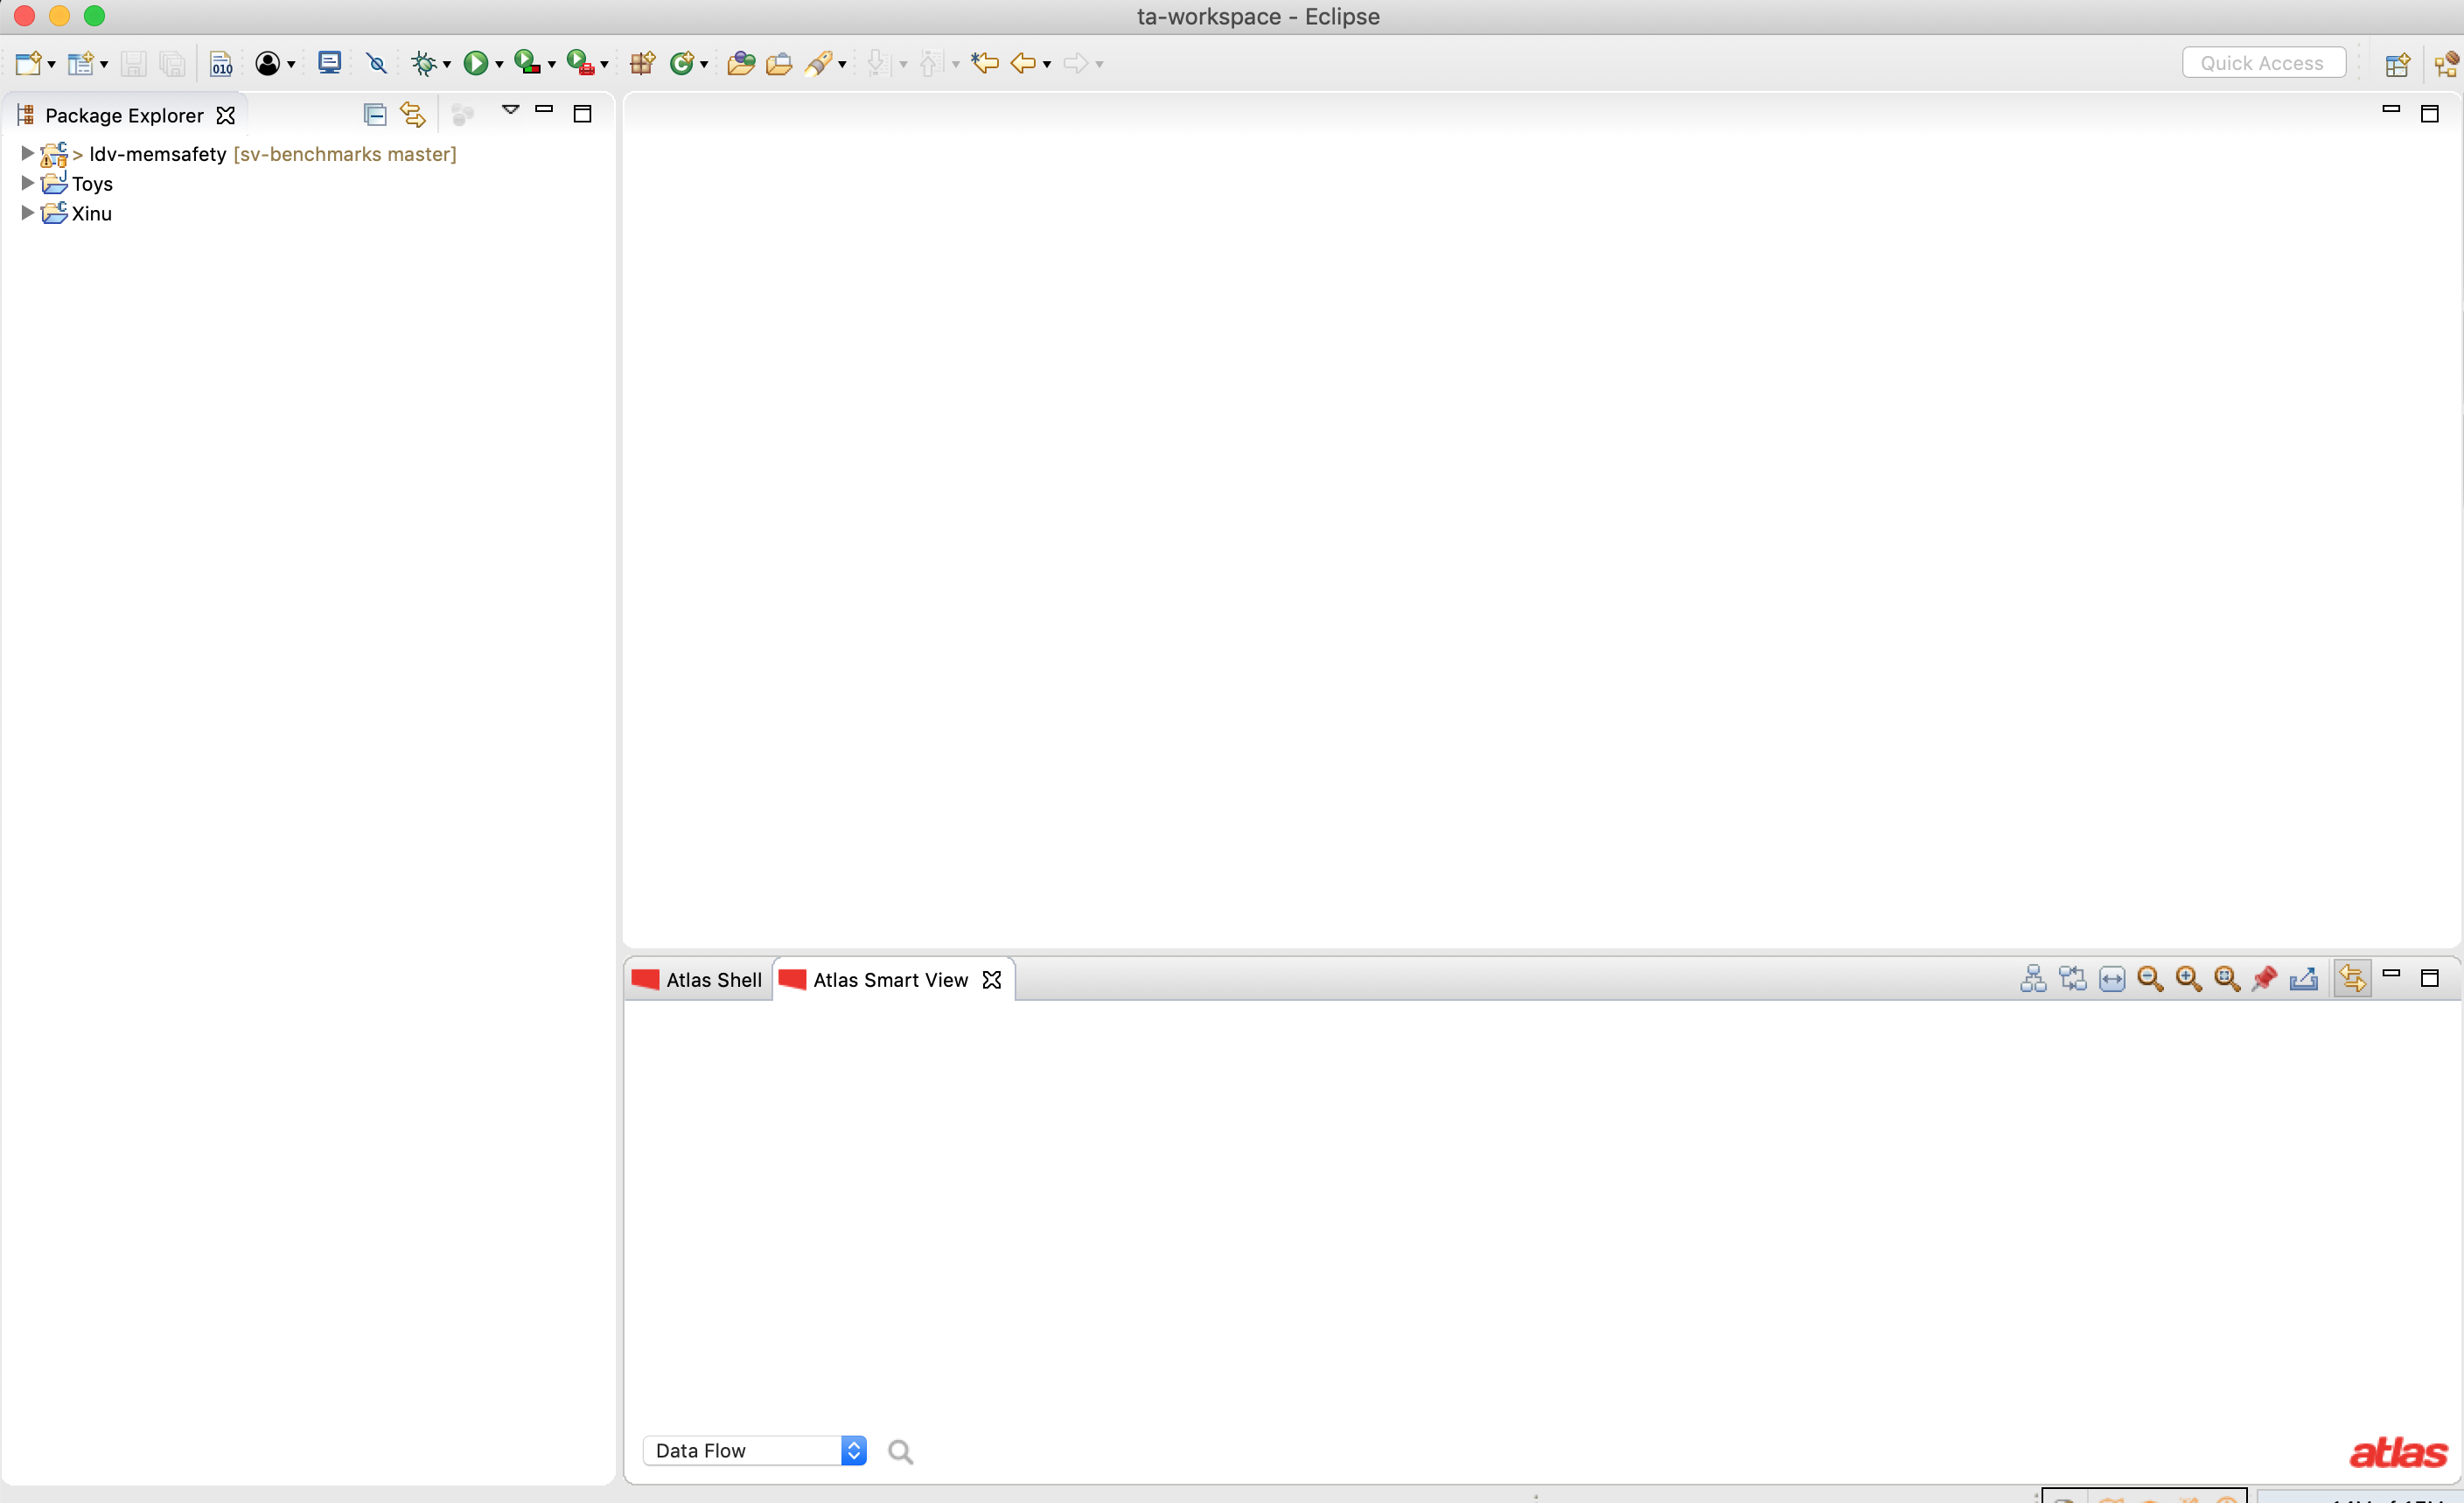 ta-workspace - Eclipse
010
Quick Access
Package Explorer
> ldv-memsafety [sv-benchmarks master]
Toys
Xinu
Atlas Shell
Atlas Smart View
Data Flow
atlas